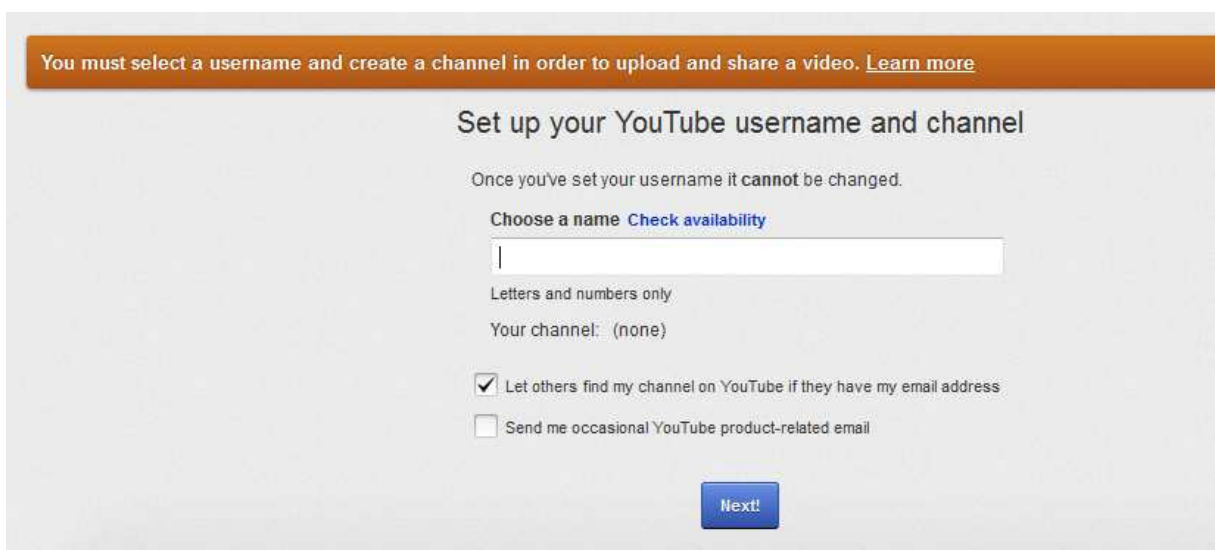 You must select a username and create a channel in order to upload and share a video. Learn more
Set up your YouTube username and channel
Once you've set your username it cannot be changed.
Choose a name Check availability
Letters and numbers only
Your channel: (none)
Let others find my channel on YouTube if they have my email address
Send me occasional YouTube product-related email
Next!